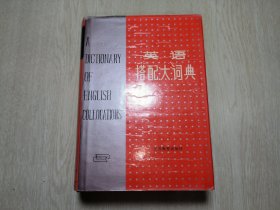 A
DICTIONARY
OF
ENGLISH
COLLOCATIONS
英语
搭配大词典